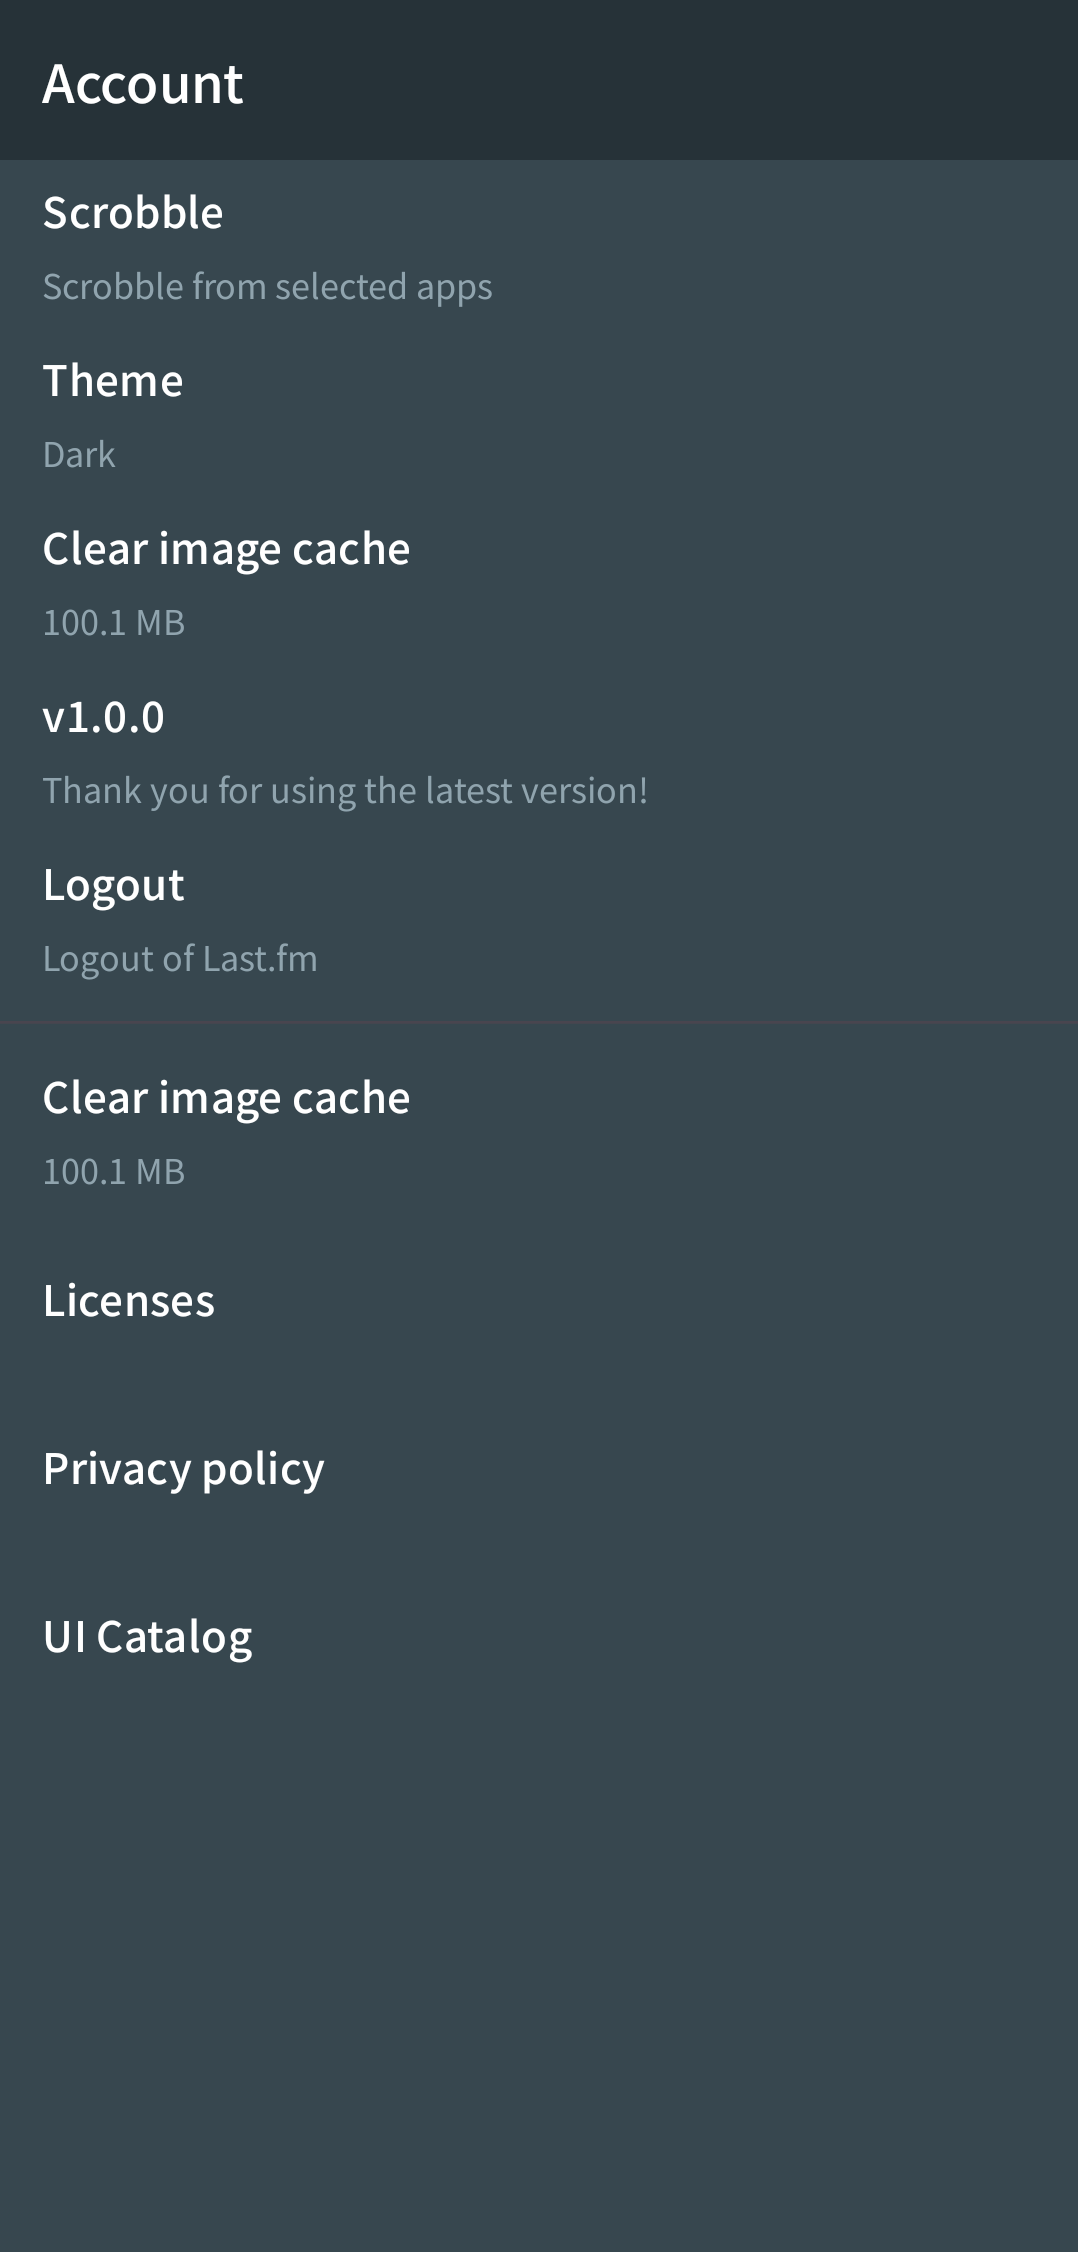 Account
Scrobble
Scrobble from selected apps
Theme
Dark
Clear image cache
100.1 MB
v1.0.0
Thank you for using the latest version!
Logout
Logout of Last.fm
Clear image cache
100.1 MB
Licenses
Privacy policy
UI Catalog